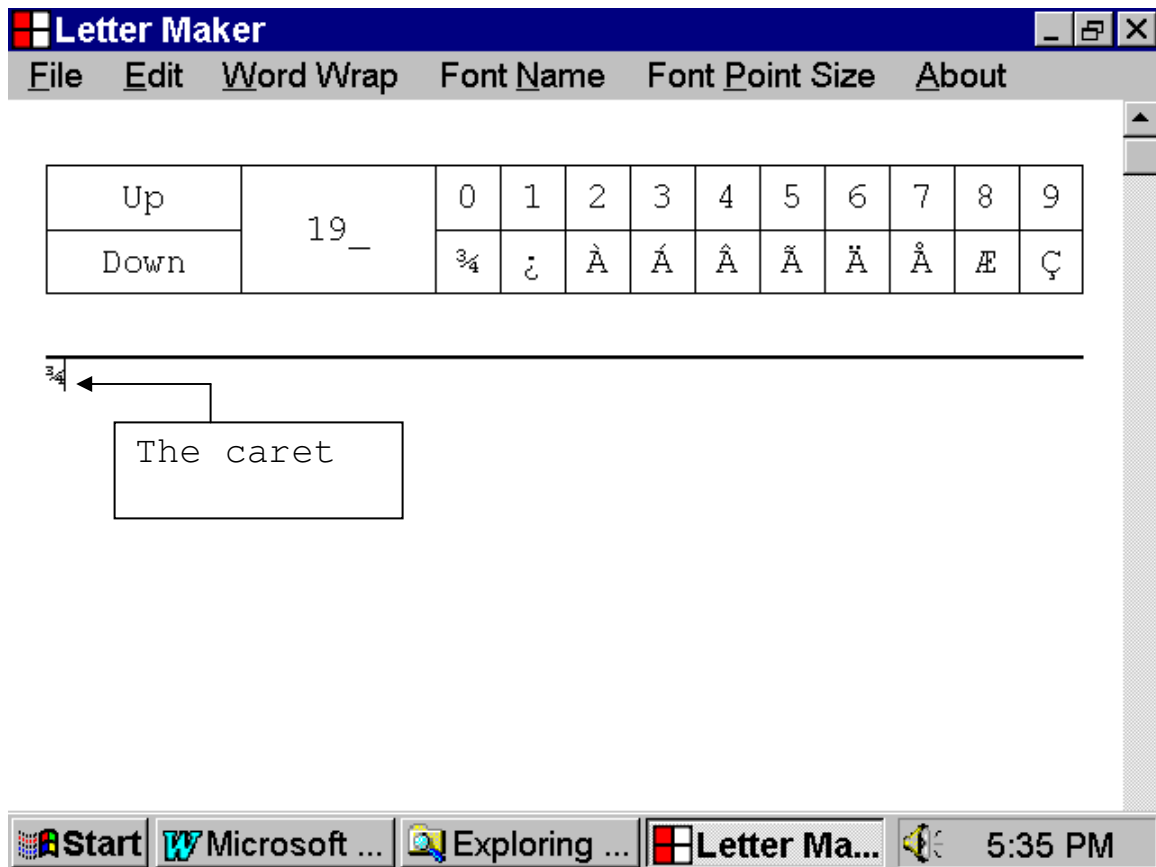 Letter Maker
File Edit Word Wrap Font Name Font Point Size About
Up 19_ 0 1 2 3 4 5 6 7 8 9
Down ¾ ¿ À Á Â Ã Ä Å Æ Ç
¾
The caret
Start Microsoft ... Exploring ... Letter Ma... 5:35 PM